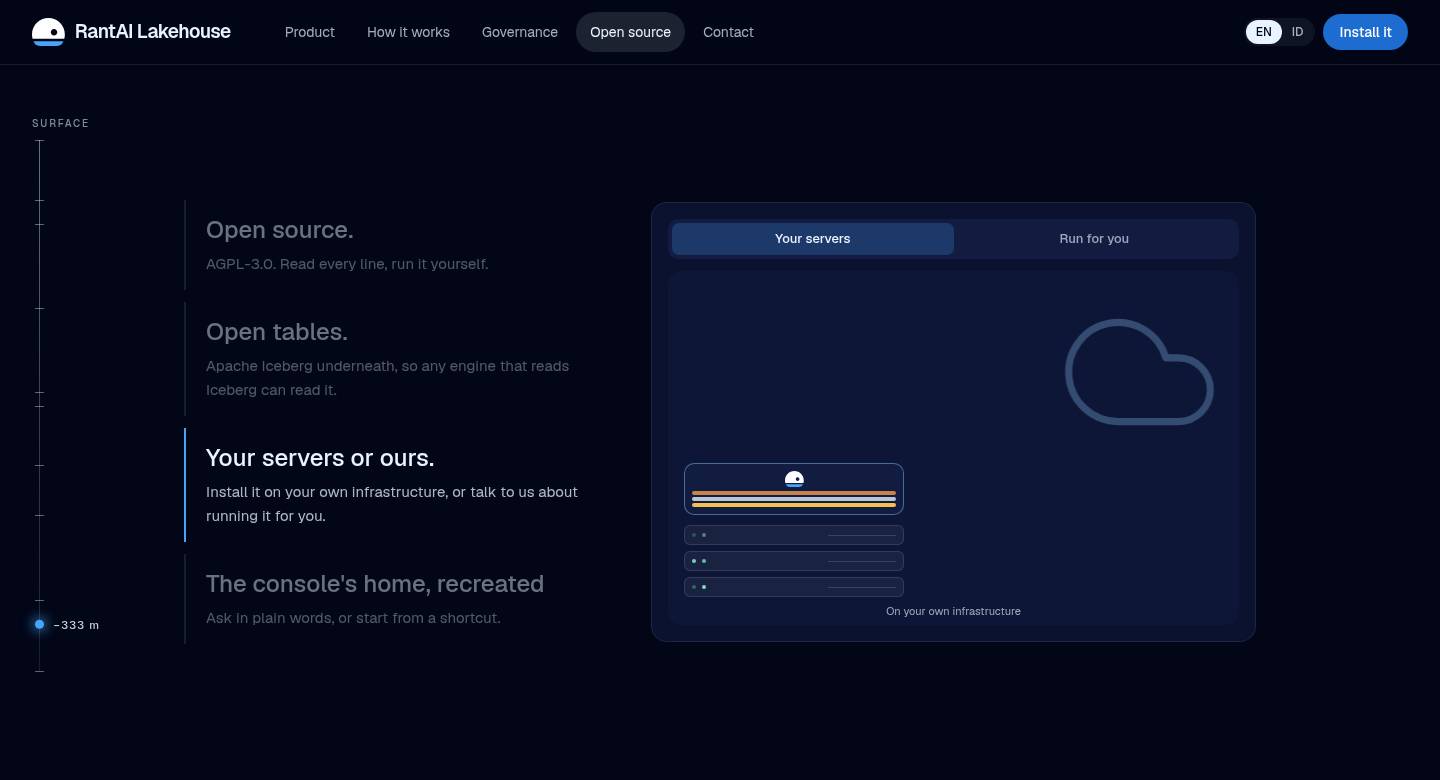 RantAI Lakehouse
Product
How it works
Governance
Open source
Contact
EN
ID
Install it
SURFACE
Open source.
AGPL-3.0. Read every line, run it yourself.
Open tables.
Apache Iceberg underneath, so any engine that reads
Iceberg can read it.
Your servers or ours.
Install it on your own infrastructure, or talk to us about
running it for you.
The console's home, recreated
Ask in plain words, or start from a shortcut.
−333 m
Your servers
Run for you
On your own infrastructure